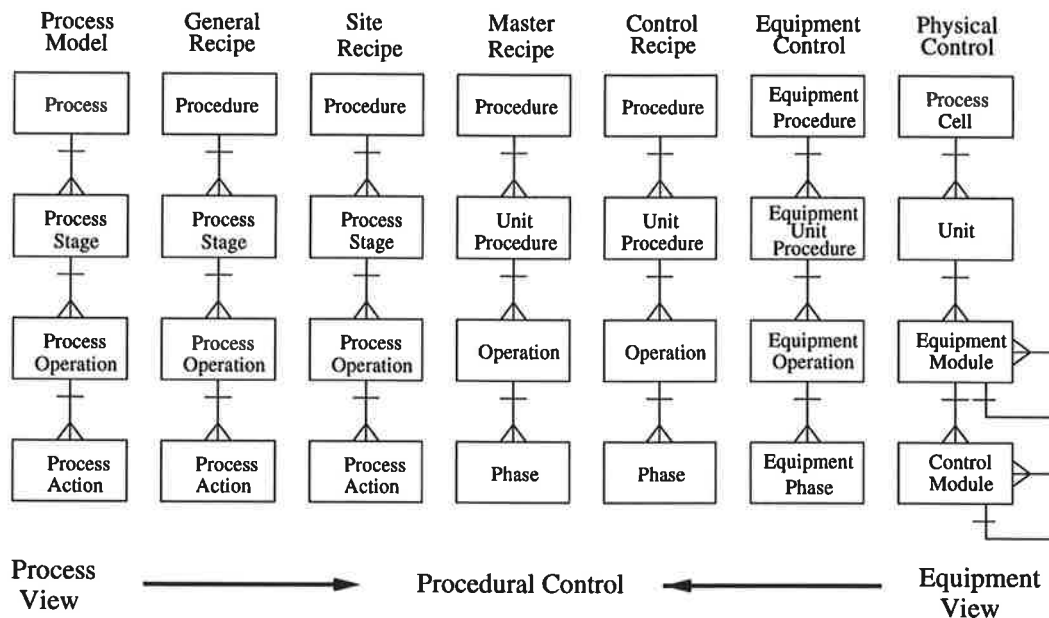 Process
Model
General
Recipe
Site
Recipe
Master
Recipe
Control
Recipe
Equipment
Control
Physical
Control
Process
Procedure
Procedure
Procedure
Procedure
Equipment
Procedure
Process
Cell
Process
Stage
Process
Stage
Process
Stage
Unit
Procedure
Unit
Procedure
Equipment
Unit
Procedure
Unit
Process
Operation
Process
Operation
Process
Operation
Operation
Operation
Equipment
Operation
Equipment
Module
Process
Action
Process
Action
Process
Action
Phase
Phase
Equipment
Phase
Control
Module
Process
View
Procedural Control
Equipment
View